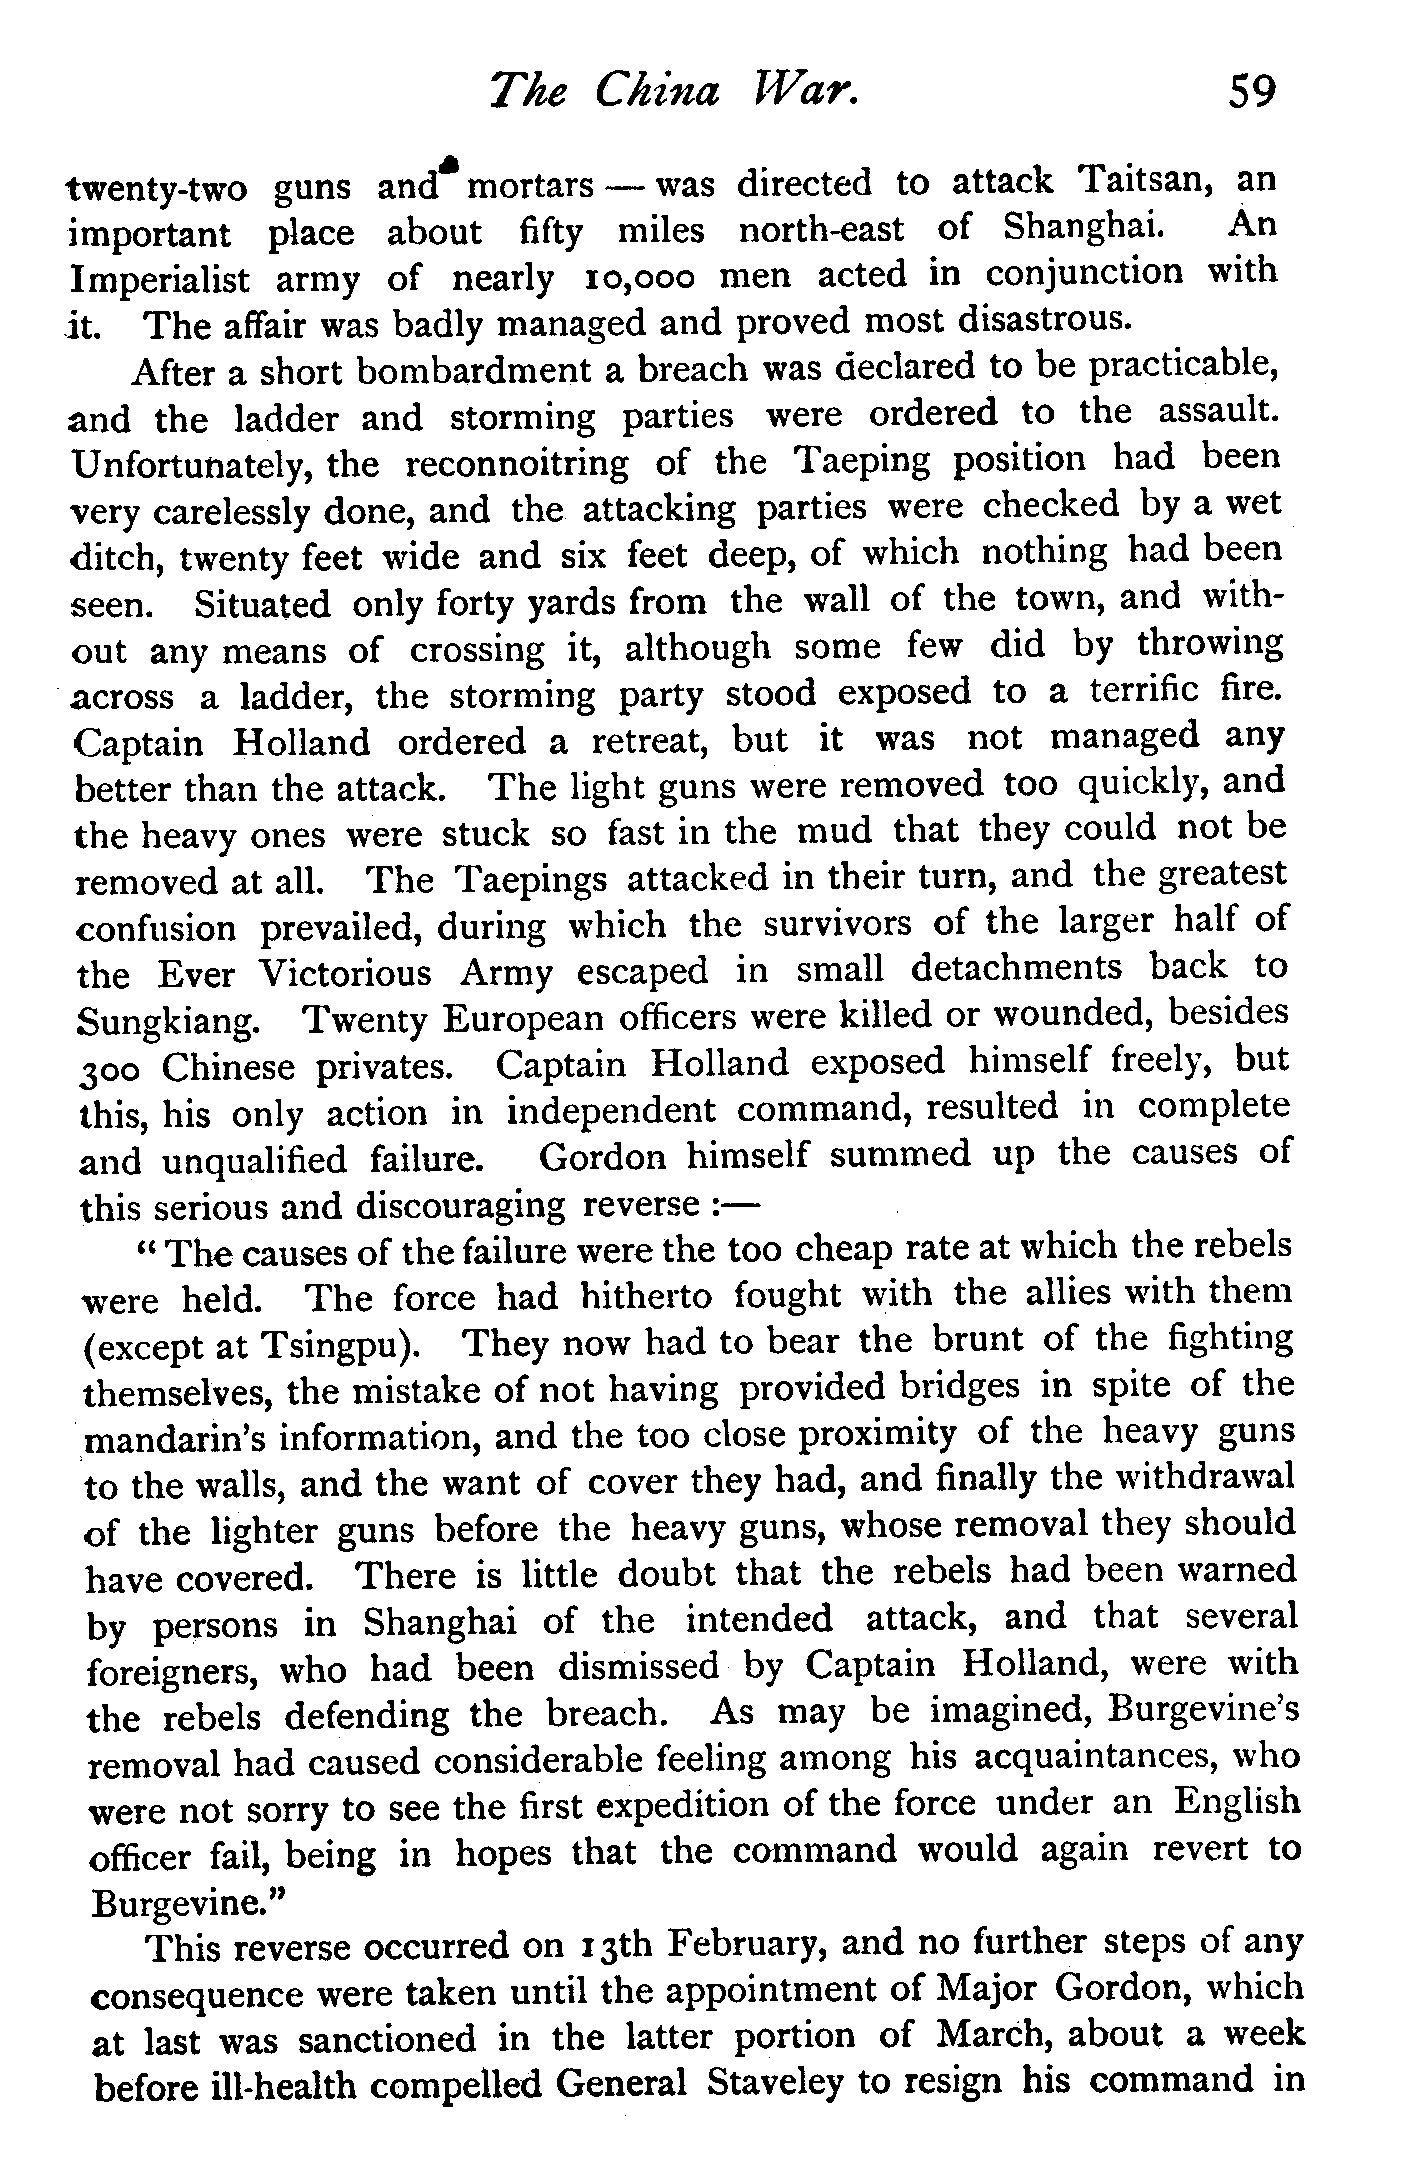 The China War. 59
twenty-two guns and mortars — was directed to attack Taitsan, an
important place about fifty miles north-east of Shanghai. An
Imperialist army of nearly 10,000 men acted in conjunction with
it. The affair was badly managed and proved most disastrous.
After a short bombardment a breach was declared to be practicable,
and the ladder and storming parties were ordered to the assault.
Unfortunately, the reconnoitring of the Taeping position had been
very carelessly done, and the attacking parties were checked by a wet
ditch, twenty feet wide and six feet deep, of which nothing had been
seen. Situated only forty yards from the wall of the town, and with-
out any means of crossing it, although some few did by throwing
across a ladder, the storming party stood exposed to a terrific fire.
Captain Holland ordered a retreat, but it was not managed any
better than the attack. The light guns were removed too quickly, and
the heavy ones were stuck so fast in the mud that they could not be
removed at all. The Taepings attacked in their turn, and the greatest
confusion prevailed, during which the survivors of the larger half of
the Ever Victorious Army escaped in small detachments back to
Sungkiang. Twenty European officers were killed or wounded, besides
300 Chinese privates. Captain Holland exposed himself freely, but
this, his only action in independent command, resulted in complete
and unqualified failure. Gordon himself summed up the causes of
this serious and discouraging reverse :—
“ The causes of the failure were the too cheap rate at which the rebels
were held. The force had hitherto fought with the allies with them
(except at Tsingpu). They now had to bear the brunt of the fighting
themselves, the mistake of not having provided bridges in spite of the
mandarin’s information, and the too close proximity of the heavy guns
to the walls, and the want of cover they had, and finally the withdrawal
of the lighter guns before the heavy guns, whose removal they should
have covered. There is little doubt that the rebels had been warned
by persons in Shanghai of the intended attack, and that several
foreigners, who had been dismissed by Captain Holland, were with
the rebels defending the breach. As may be imagined, Burgevine’s
removal had caused considerable feeling among his acquaintances, who
were not sorry to see the first expedition of the force under an English
officer fail, being in hopes that the command would again revert to
Burgevine.”
This reverse occurred on 13th February, and no further steps of any
consequence were taken until the appointment of Major Gordon, which
at last was sanctioned in the latter portion of March, about a week
before ill-health compelled General Staveley to resign his command in